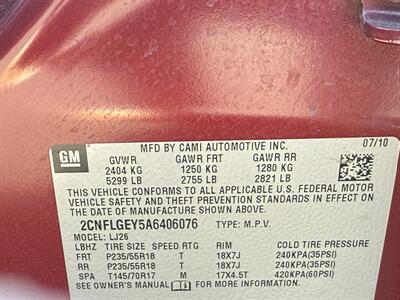 MFD BY CAMI AUTOMOTIVE INC. 07/10
GM GVWR GAWR FRT GAWR RR
2404 KG 1250 KG 1280 KG
5299 LB 2755 LB 2821 LB
THIS VEHICLE CONFORMS TO ALL APPLICABLE U.S. FEDERAL MOTOR
VEHICLE SAFETY, BUMPER, AND THEFT PREVENTION STANDARDS IN EFFECT ON
THE DATE OF MANUFACTURE SHOWN ABOVE.
2CNFLGEY5A6406076 TYPE: M.P.V.
MODEL: LJ26
LBHZ TIRE SIZE SPEED RTG RIM COLD TIRE PRESSURE
FRT P235/55R18 T 18X7J 240KPA(35PSI)
RR P235/55R18 T 18X7J 240KPA(35PSI)
SPA T145/70R17 M 17X4.5T 420KPA(60PSI)
SEE OWNER'S MANUAL FOR ADDITIONAL INFORMATION.